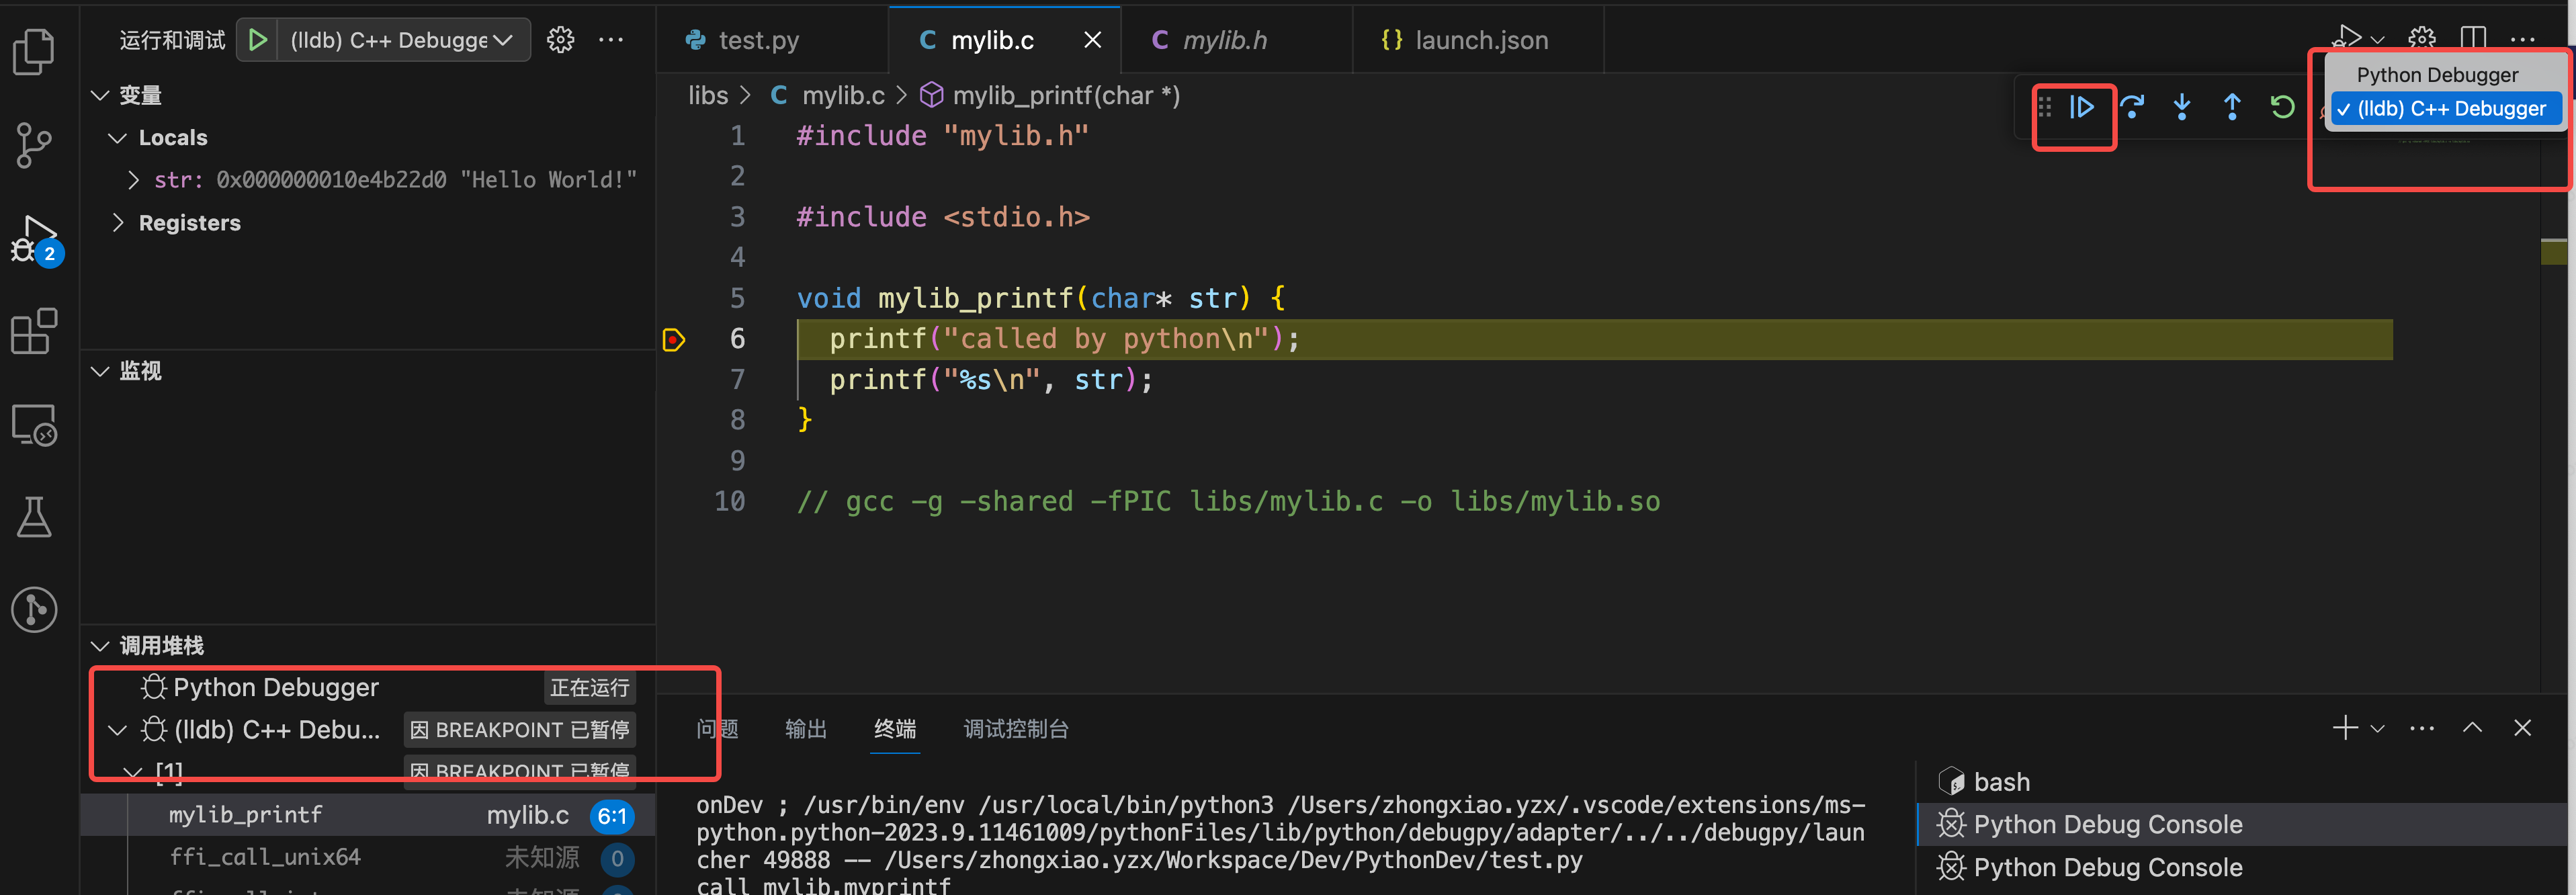 运行和调试
(lldb) C++ Debugge
test.py
mylib.c
mylib.h
{} launch.json
libs > C mylib.c > mylib_printf(char *)
Python Debugger
✓ (lldb) C++ Debugger
变量
Locals
str: 0x000000010e4b22d0 "Hello World!"
Registers
2
监视
1 #include "mylib.h"
2
3 #include <stdio.h>
4
5 void mylib_printf(char* str) {
6 printf("called by python\n");
7 printf("%s\n", str);
8 }
9
10 // gcc -g -shared -fPIC libs/mylib.c -o libs/mylib.so
调用堆栈
Python Debugger 正在运行
(lldb) C++ Debu... 因 BREAKPOINT 已暂停
[1] 因 BREAKPOINT 已暂停
mylib_printf mylib.c 6:1
ffi_call_unix64 未知源 0
问题 输出 终端 调试控制台
onDev ; /usr/bin/env /usr/local/bin/python3 /Users/zhongxiao.yzx/.vscode/extensions/ms-
python.python-2023.9.11461009/pythonFiles/lib/python/debugpy/adapter/../../debugpy/laun
cher 49888 -- /Users/zhongxiao.yzx/Workspace/Dev/PythonDev/test.py
call mylib.myprintf
bash
Python Debug Console
Python Debug Console